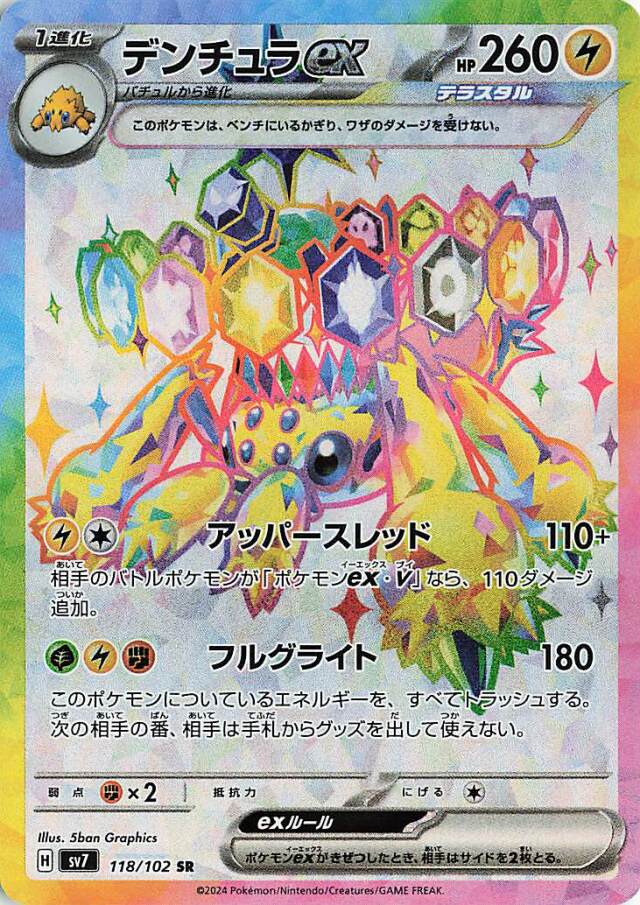 1進化 デンチュラex HP 260
バチュルから進化 テラスタル
このポケモンは、ベンチにいるかぎり、ワザのダメージを受けない。
アッパースレッド 110+
相手のバトルポケモンが「ポケモンex・V」なら、110ダメージ
追加。
フルグライト 180
このポケモンについているエネルギーを、すべてトラッシュする。
次の相手の番、相手は手札からグッズを出して使えない。
弱点 ×2 抵抗力 にげる
exルール
ポケモンexがきぜつしたとき、相手はサイドを2枚とる。
Illus. 5ban Graphics
H sv7 118/102 SR
©2024 Pokémon/Nintendo/Creatures/GAME FREAK.